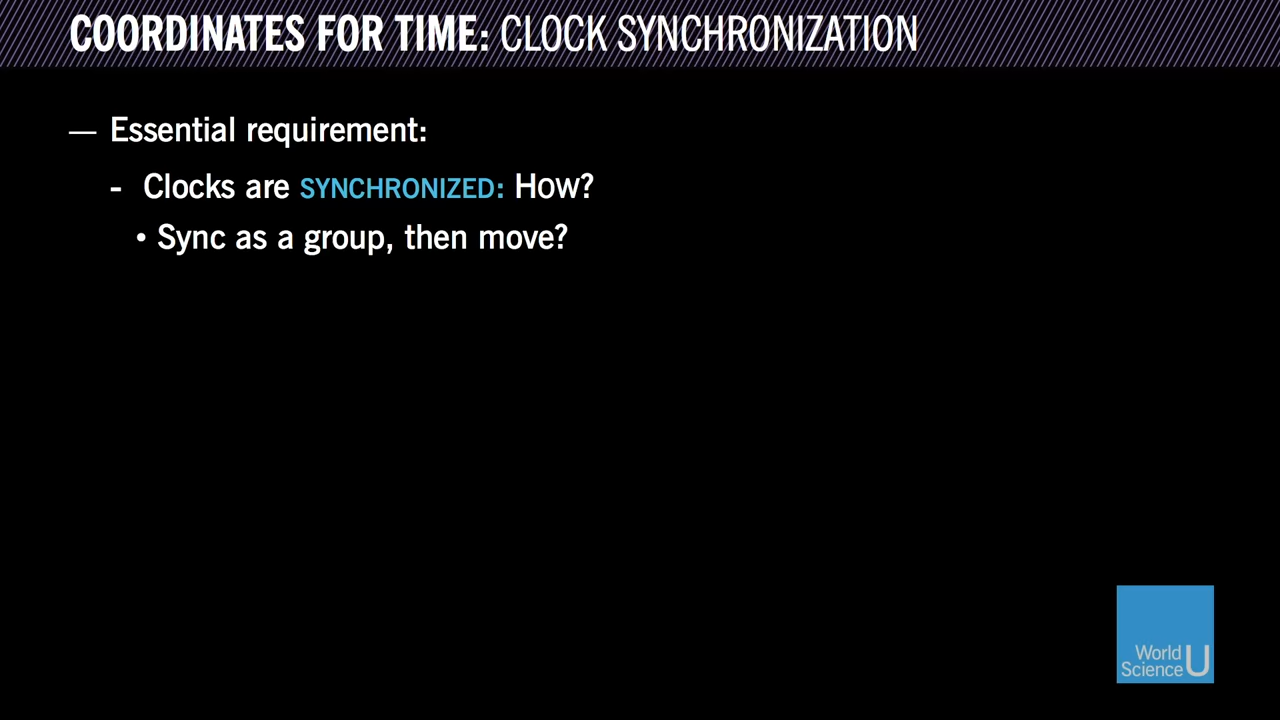 COORDINATES FOR TIME: CLOCK SYNCHRONIZATION
— Essential requirement:
- Clocks are SYNCHRONIZED: HOW?
• Sync as a group, then move?
World
Science U